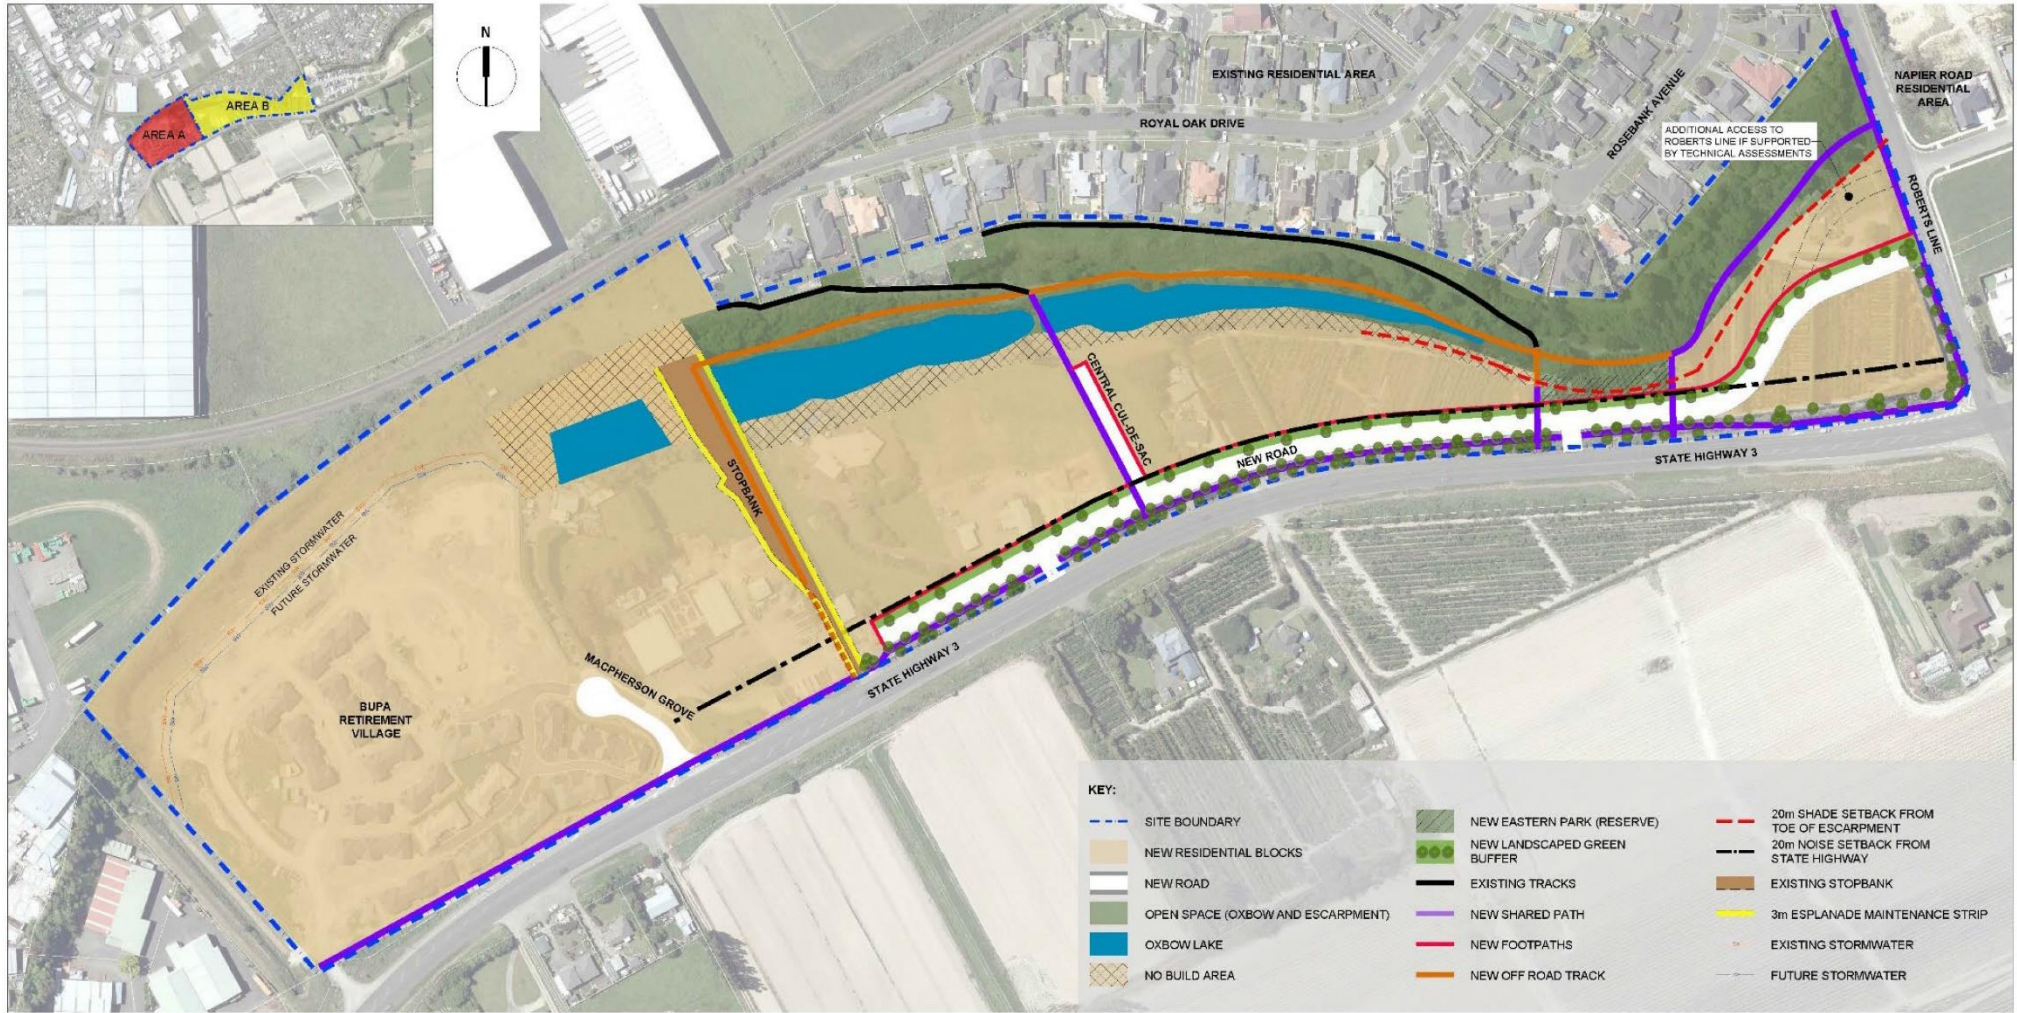 AREA B
AREA A
N
EXISTING RESIDENTIAL AREA
ROYAL OAK DRIVE
ROSEBANK AVENUE
NAPIER ROAD
RESIDENTIAL
AREA
ADDITIONAL ACCESS TO
ROBERTS LINE IF SUPPORTED
BY TECHNICAL ASSESSMENTS
ROBERTS LINE
CENTRAL CUL-DE-SAC
STOPBANK
NEW ROAD
STATE HIGHWAY 3
EXISTING STORMWATER
FUTURE STORMWATER
MACPHERSON GROVE
STATE HIGHWAY 3
BUPA
RETIREMENT
VILLAGE
KEY:
SITE BOUNDARY
NEW RESIDENTIAL BLOCKS
NEW ROAD
OPEN SPACE (OXBOW AND ESCARPMENT)
OXBOW LAKE
NO BUILD AREA
NEW EASTERN PARK (RESERVE)
NEW LANDSCAPED GREEN
BUFFER
EXISTING TRACKS
NEW SHARED PATH
NEW FOOTPATHS
NEW OFF ROAD TRACK
20m SHADE SETBACK FROM
TOE OF ESCARPMENT
20m NOISE SETBACK FROM
STATE HIGHWAY
EXISTING STOPBANK
3m ESPLANADE MAINTENANCE STRIP
EXISTING STORMWATER
FUTURE STORMWATER